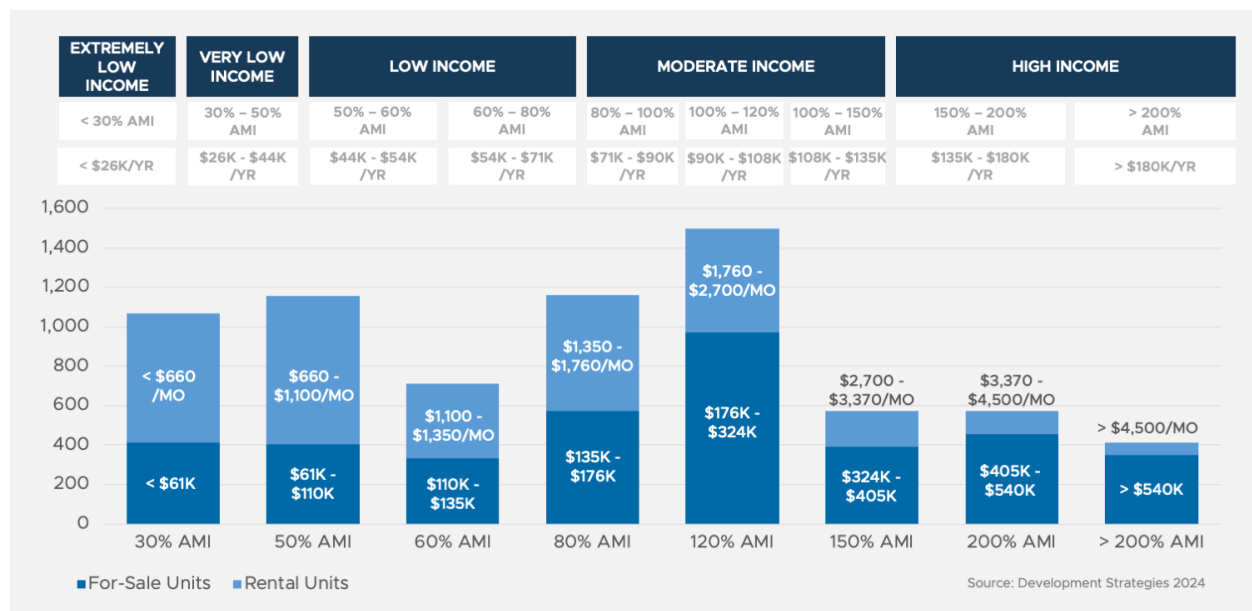 EXTREMELY
LOW
INCOME
VERY LOW
INCOME
LOW INCOME
MODERATE INCOME
HIGH INCOME
< 30% AMI
30% – 50%
AMI
50% – 60%
AMI
60% – 80%
AMI
80% – 100%
AMI
100% – 120%
AMI
100% – 150%
AMI
150% – 200%
AMI
> 200%
AMI
< $26K/YR
$26K - $44K
/YR
$44K - $54K
/YR
$54K - $71K
/YR
$71K - $90K
/YR
$90K - $108K
/YR
$108K - $135K
/YR
$135K - $180K
/YR
> $180K/YR
1,600
1,400
1,200
1,000
800
600
400
200
0
< $660
/MO
< $61K
$660 -
$1,100/MO
$61K -
$110K
$1,100 -
$1,350/MO
$110K -
$135K
$1,350 -
$1,760/MO
$135K -
$176K
$1,760 -
$2,700/MO
$176K -
$324K
$2,700 -
$3,370/MO
$324K -
$405K
$3,370 -
$4,500/MO
$405K -
$540K
> $4,500/MO
> $540K
30% AMI
50% AMI
60% AMI
80% AMI
120% AMI
150% AMI
200% AMI
> 200% AMI
For-Sale Units
Rental Units
Source: Development Strategies 2024